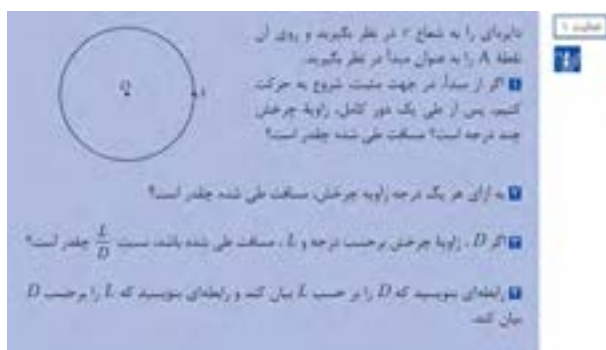 فعالیت ۱
دایره‌ای را به شعاع r در نظر بگیرید و روی آن
نقطهٔ A را به عنوان مبدأ در نظر بگیرید.
۱ اگر از مبدأ، در جهت مثبت، شروع به حرکت
کنیم، پس از طی یک دور کامل، زاویهٔ چرخش
چند درجه است؟ مسافت طی شده چقدر است؟
O
A
۲ به ازای هر یک درجه زاویه چرخش، مسافت طی شده چقدر است؟
۳ اگر D، زاویهٔ چرخش برحسب درجه و L، مسافت طی شده باشد، نسبت L/D چقدر است؟
۴ رابطه‌ای بنویسید که D را بر حسب L بیان کند و رابطه‌ای بنویسید که L را برحسب D
بیان کند.